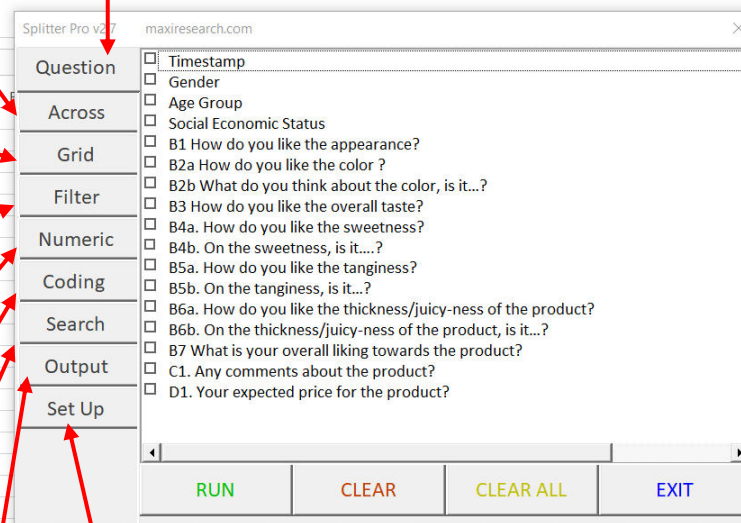 Splitter Pro v2.7 maxiresearch.com
Question
Across
Grid
Filter
Numeric
Coding
Search
Output
Set Up
Timestamp
Gender
Age Group
Social Economic Status
B1 How do you like the appearance?
B2a How do you like the color ?
B2b What do you think about the color, is it...?
B3 How do you like the overall taste?
B4a. How do you like the sweetness?
B4b. On the sweetness, is it....?
B5a. How do you like the tanginess?
B5b. On the tanginess, is it...?
B6a. How do you like the thickness/juicy-ness of the product?
B6b. On the thickness/juicy-ness of the product, is it...?
B7 What is your overall liking towards the product?
C1. Any comments about the product?
D1. Your expected price for the product?
RUN CLEAR CLEAR ALL EXIT